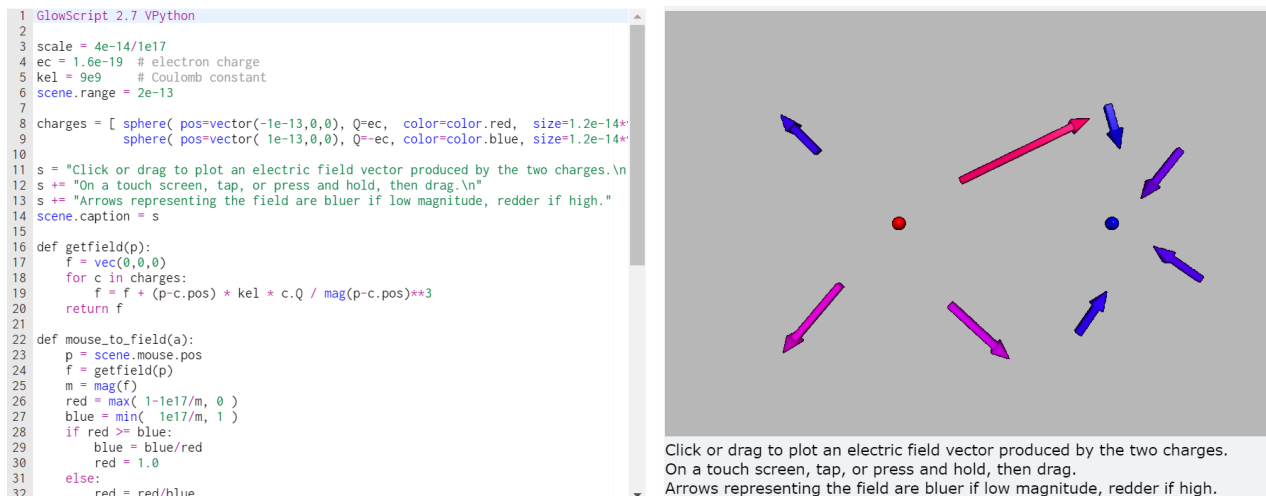 1 GlowScript 2.7 VPython
2
3 scale = 4e-14/1e17
4 ec = 1.6e-19  # electron charge
5 kel = 9e9      # Coulomb constant
6 scene.range = 2e-13
7
8 charges = [ sphere( pos=vector(-1e-13,0,0), Q=ec,  color=color.red,  size=1.2e-14*
9             sphere( pos=vector( 1e-13,0,0), Q=-ec, color=color.blue, size=1.2e-14*
10
11 s = "Click or drag to plot an electric field vector produced by the two charges.\n
12 s += "On a touch screen, tap, or press and hold, then drag.\n"
13 s += "Arrows representing the field are bluer if low magnitude, redder if high."
14 scene.caption = s
15
16 def getfield(p):
17     f = vec(0,0,0)
18     for c in charges:
19         f = f + (p-c.pos) * kel * c.Q / mag(p-c.pos)**3
20     return f
21
22 def mouse_to_field(a):
23     p = scene.mouse.pos
24     f = getfield(p)
25     m = mag(f)
26     red = max( 1-1e17/m, 0 )
27     blue = min(  1e17/m, 1 )
28     if red >= blue:
29         blue = blue/red
30         red = 1.0
31     else:
32         red = red/blue
Click or drag to plot an electric field vector produced by the two charges.
On a touch screen, tap, or press and hold, then drag.
Arrows representing the field are bluer if low magnitude, redder if high.